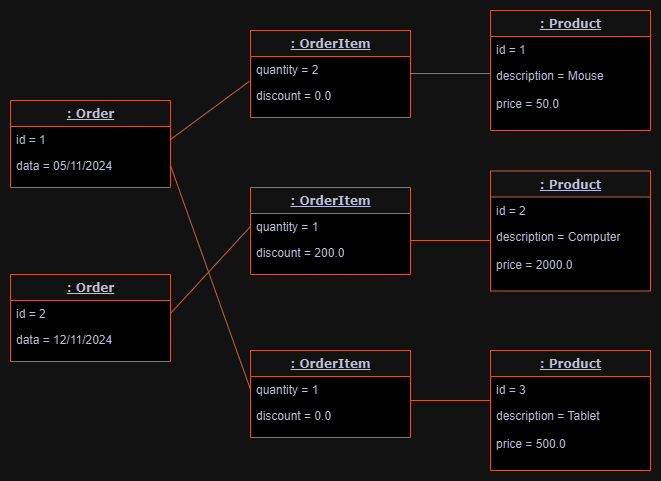 : Order
id = 1
data = 05/11/2024
: Order
id = 2
data = 12/11/2024
: OrderItem
quantity = 2
discount = 0.0
: OrderItem
quantity = 1
discount = 200.0
: OrderItem
quantity = 1
discount = 0.0
: Product
id = 1
description = Mouse
price = 50.0
: Product
id = 2
description = Computer
price = 2000.0
: Product
id = 3
description = Tablet
price = 500.0